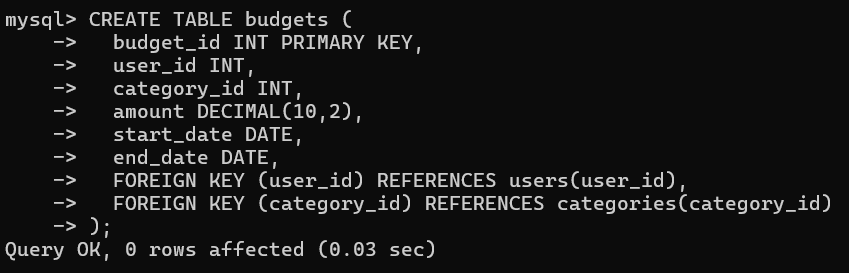 mysql> CREATE TABLE budgets (
    ->   budget_id INT PRIMARY KEY,
    ->   user_id INT,
    ->   category_id INT,
    ->   amount DECIMAL(10,2),
    ->   start_date DATE,
    ->   end_date DATE,
    ->   FOREIGN KEY (user_id) REFERENCES users(user_id),
    ->   FOREIGN KEY (category_id) REFERENCES categories(category_id)
    -> );
Query OK, 0 rows affected (0.03 sec)